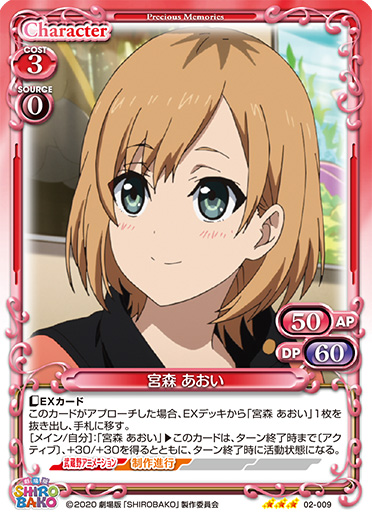 Precious Memories
Character
COST
3
SOURCE
0
50 AP
DP 60
宮森 あおい
EXカード
このカードがアプローチした場合、EXデッキから「宮森 あおい」1枚を
抜き出し、手札に移す。
[メイン/自分]:「宮森 あおい」▶このカードは、ターン終了時まで【アク
ティブ】、+30/+30を得るとともに、ターン終了時に活動状態になる。
武蔵野アニメーション 制作進行
劇場版
SHIRO
BAKO
©2020 劇場版「SHIROBAKO」製作委員会
02-009